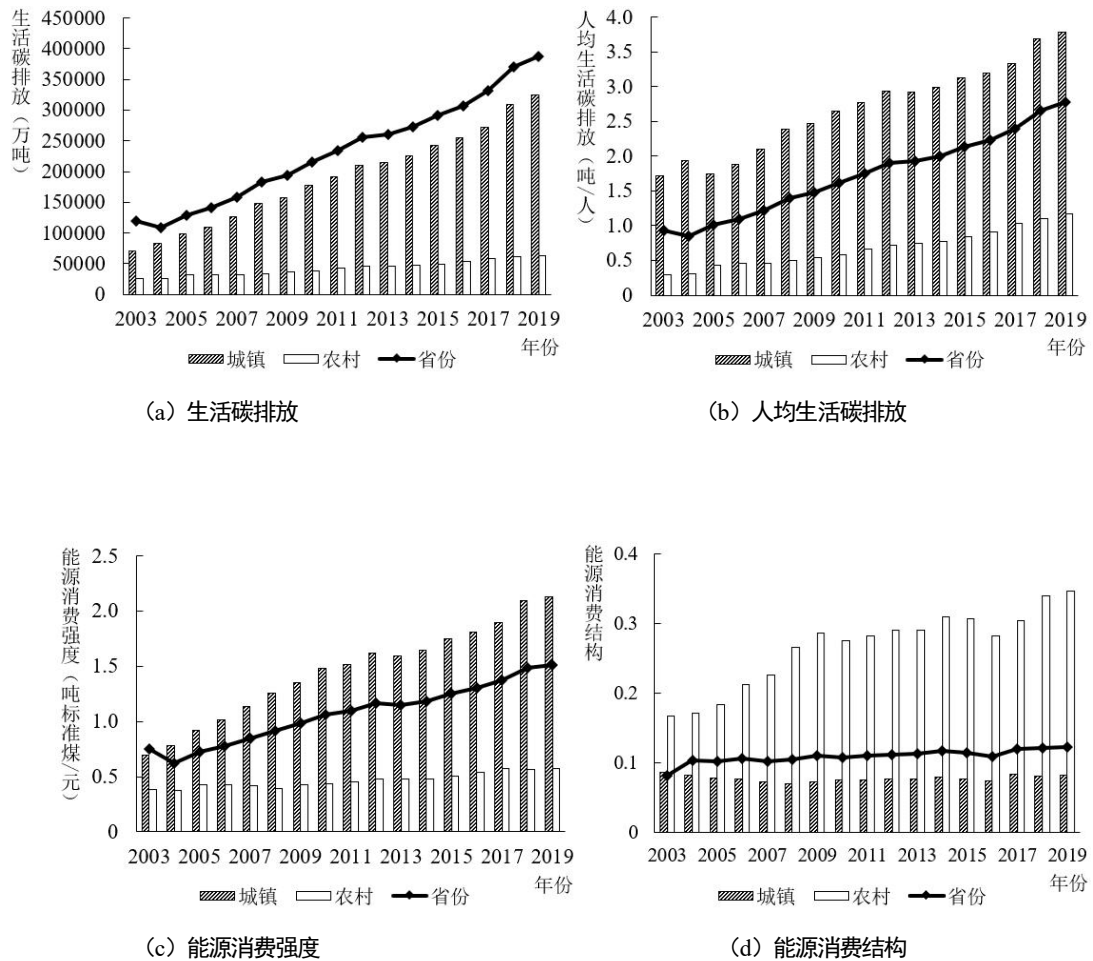 生活碳排放（万吨）
450000
400000
350000
300000
250000
200000
150000
100000
50000
0
2003 2005 2007 2009 2011 2013 2015 2017 2019
年份
城镇 农村 省份
（a）生活碳排放
人均生活碳排放（吨/人）
4.0
3.5
3.0
2.5
2.0
1.5
1.0
0.5
0
2003 2005 2007 2009 2011 2013 2015 2017 2019
年份
城镇 农村 省份
（b）人均生活碳排放
能源消费强度（吨标准煤/元）
2.5
2.0
1.5
1.0
0.5
0
2003 2005 2007 2009 2011 2013 2015 2017 2019
年份
城镇 农村 省份
（c）能源消费强度
能源消费结构
0.4
0.3
0.2
0.1
0
2003 2005 2007 2009 2011 2013 2015 2017 2019
年份
城镇 农村 省份
（d）能源消费结构